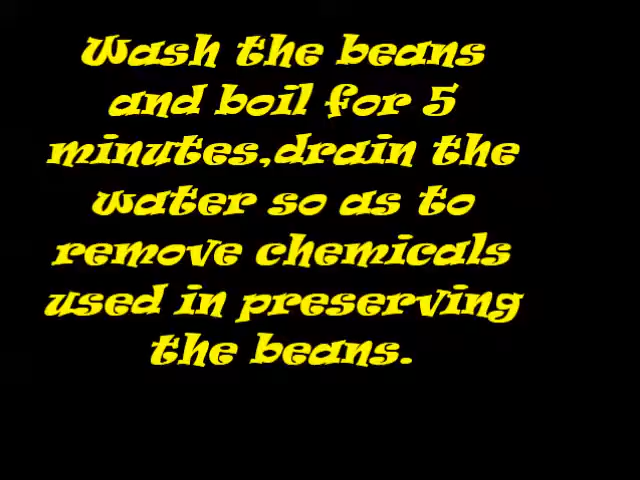 Wash the beans
and boil for 5
minutes,drain the
water so as to
remove chemicals
used in preserving
the beans.